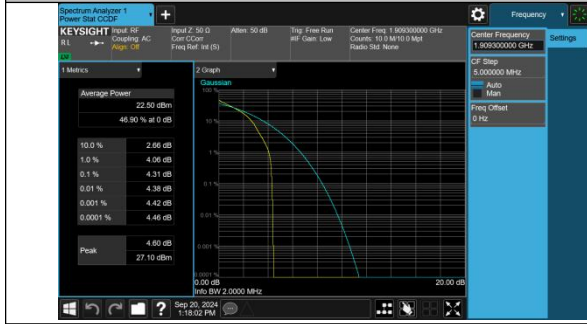 Spectrum Analyzer 1
Power Stat CCDF
Frequency
KEYSIGHT
Input: RF
Input Z: 50 Ω
Atten: 50 dB
Trig: Free Run
Center Freq: 1.909300000 GHz
RL
Coupling: AC
Corr CCorr
#IF Gain: Low
Counts: 10.0 M/10.0 Mpt
Align: Off
Freq Ref: Int (S)
Radio Std: None
Center Frequency
1.909300000 GHz
Settings
CF Step
5.000000 MHz
Auto
Man
Freq Offset
0 Hz
1 Metrics
2 Graph
Gaussian
Average Power
22.50 dBm
46.90 % at 0 dB
10.0 % 2.66 dB
1.0 % 4.06 dB
0.1 % 4.31 dB
0.01 % 4.38 dB
0.001 % 4.42 dB
0.0001 % 4.46 dB
Peak
4.60 dB
27.10 dBm
100 %
10 %
1 %
0.1 %
0.01 %
0.001 %
0.0001 %
0.00 dB
20.00 dB
Info BW 2.0000 MHz
?
Sep 20, 2024
1:18:02 PM